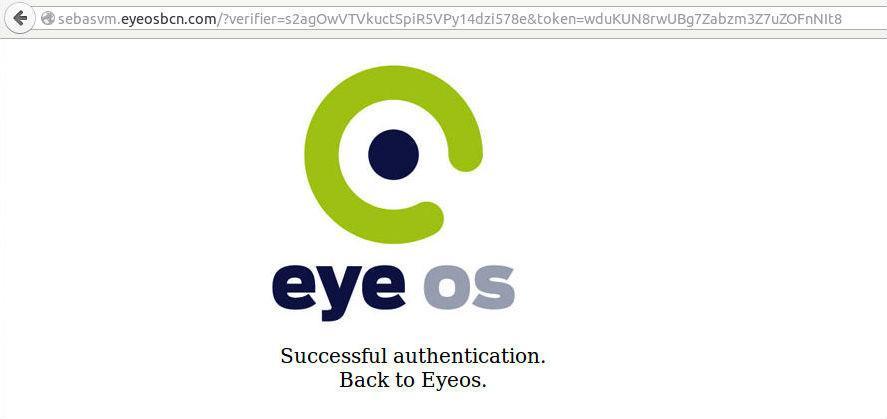 sebasvm.eyeosbcn.com/?verifier=s2agOwVTVkuctSpiR5VPy14dzi578e&token=wduKUN8rwUBg7Zabzm3Z7uZOFnNIt8
eye os
Successful authentication.
Back to Eyeos.